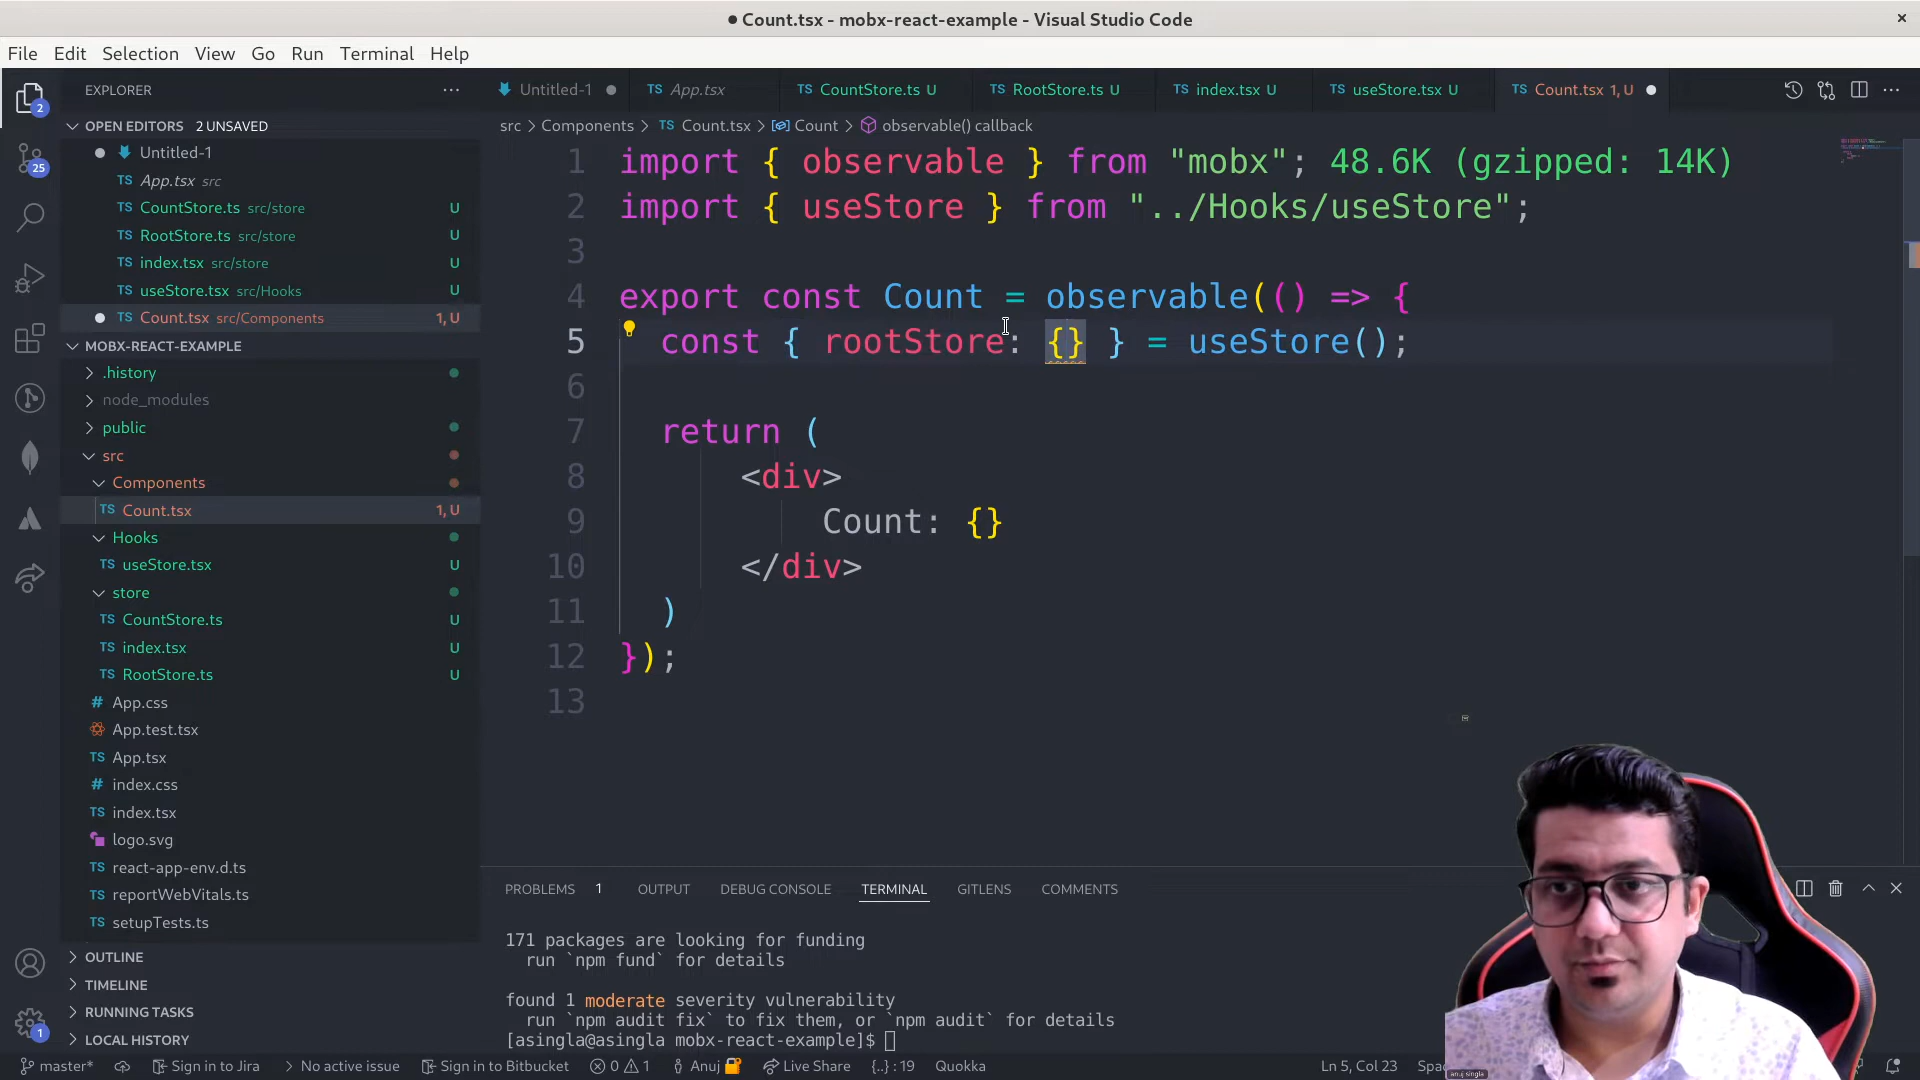 ● Count.tsx - mobx-react-example - Visual Studio Code
File Edit Selection View Go Run Terminal Help
EXPLORER
OPEN EDITORS 2 UNSAVED
Untitled-1
App.tsx src
CountStore.ts src/store U
RootStore.ts src/store U
index.tsx src/store U
useStore.tsx src/Hooks U
Count.tsx src/Components 1, U
MOBX-REACT-EXAMPLE
.history
node_modules
public
src
Components
Count.tsx 1, U
Hooks
useStore.tsx U
store
CountStore.ts U
index.tsx U
RootStore.ts U
App.css
App.test.tsx
App.tsx
index.css
index.tsx
logo.svg
react-app-env.d.ts
reportWebVitals.ts
setupTests.ts
OUTLINE
TIMELINE
RUNNING TASKS
LOCAL HISTORY
2
25
1
Untitled-1 App.tsx CountStore.ts U RootStore.ts U index.tsx U useStore.tsx U Count.tsx 1, U
src > Components > Count.tsx > Count > observable() callback
1 import { observable } from "mobx"; 48.6K (gzipped: 14K)
2 import { useStore } from "../Hooks/useStore";
3
4 export const Count = observable(() => {
5 const { rootStore: {} } = useStore();
6
7 return (
8 <div>
9 Count: {}
10 </div>
11 )
12 });
13
PROBLEMS 1 OUTPUT DEBUG CONSOLE TERMINAL GITLENS COMMENTS
171 packages are looking for funding
run `npm fund` for details
found 1 moderate severity vulnerability
run `npm audit fix` to fix them, or `npm audit` for details
[asingla@asingla mobx-react-example]$
master* Sign in to Jira No active issue Sign in to Bitbucket 0 1 Anuj Live Share {..} : 19 Quokka Ln 5, Col 23
anuj singla